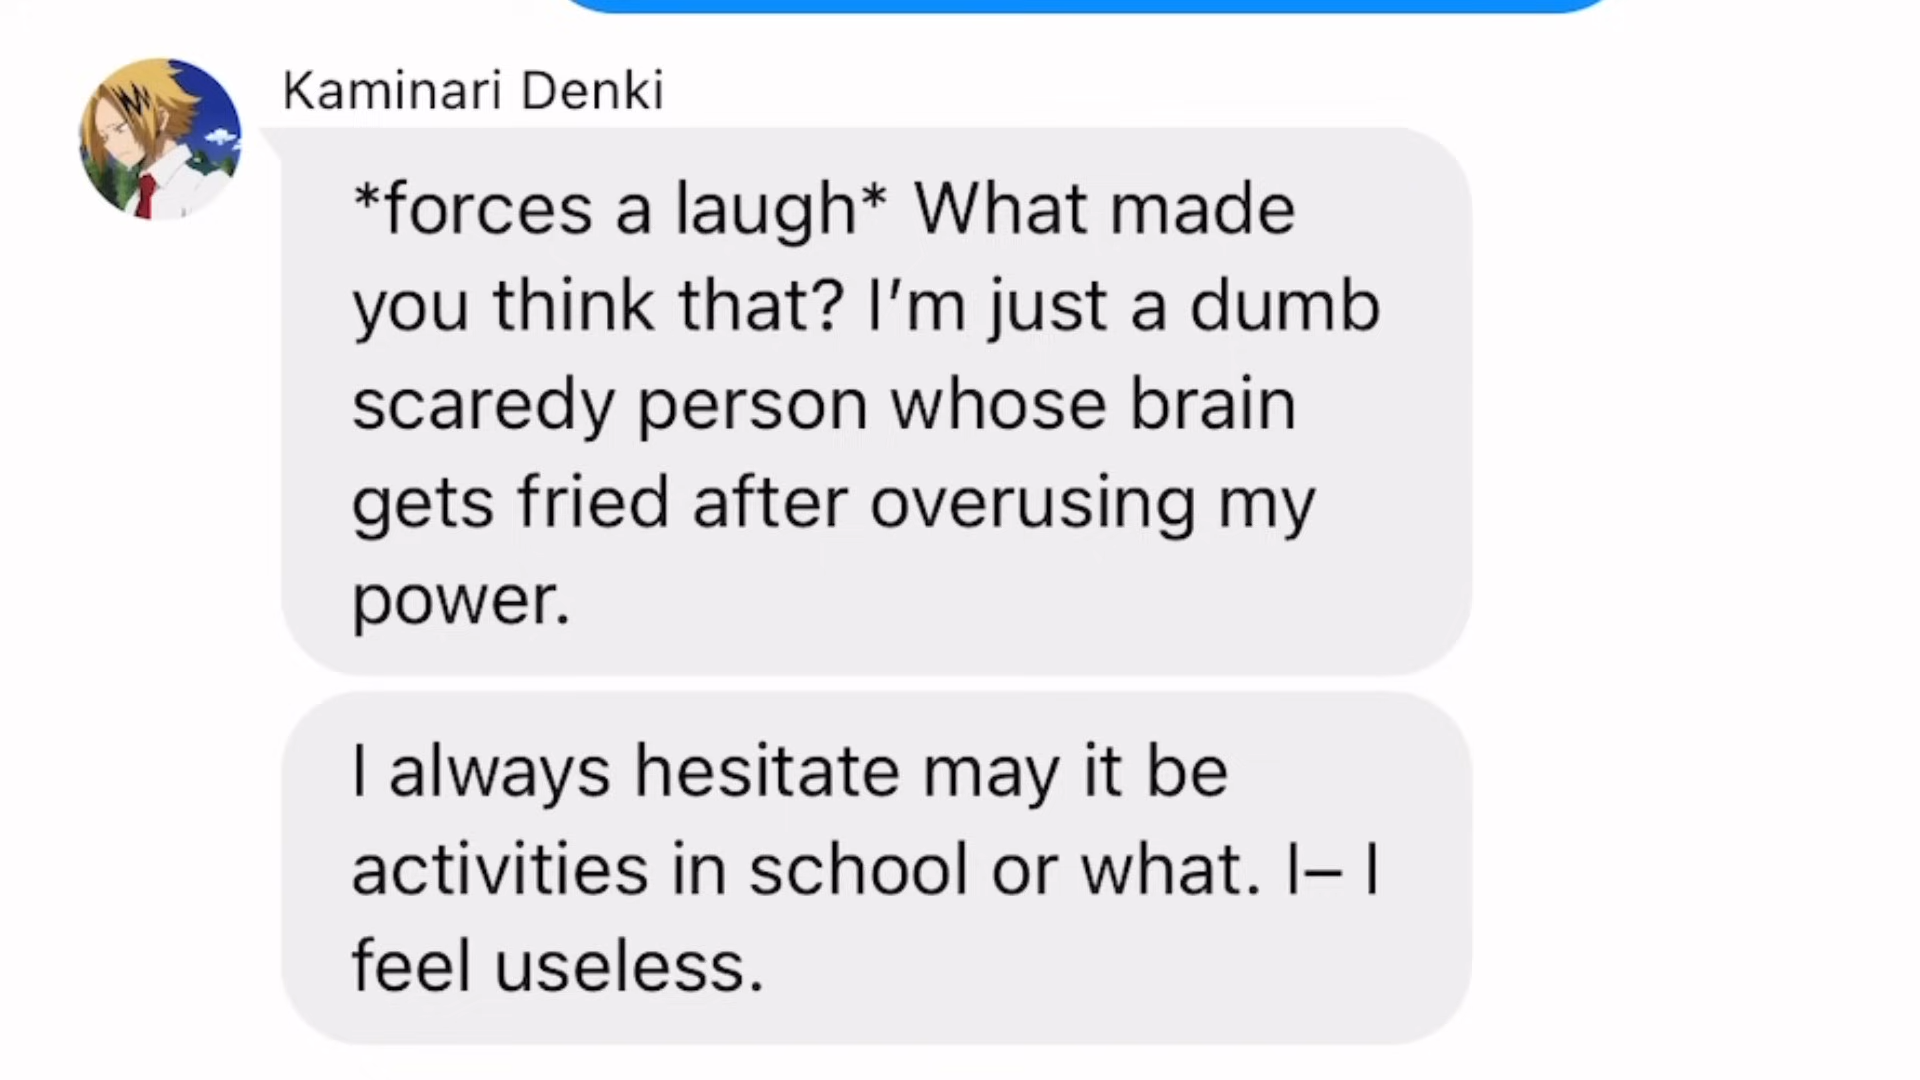 Kaminari Denki
*forces a laugh* What made
you think that? I’m just a dumb
scaredy person whose brain
gets fried after overusing my
power.
I always hesitate may it be
activities in school or what. I– I
feel useless.